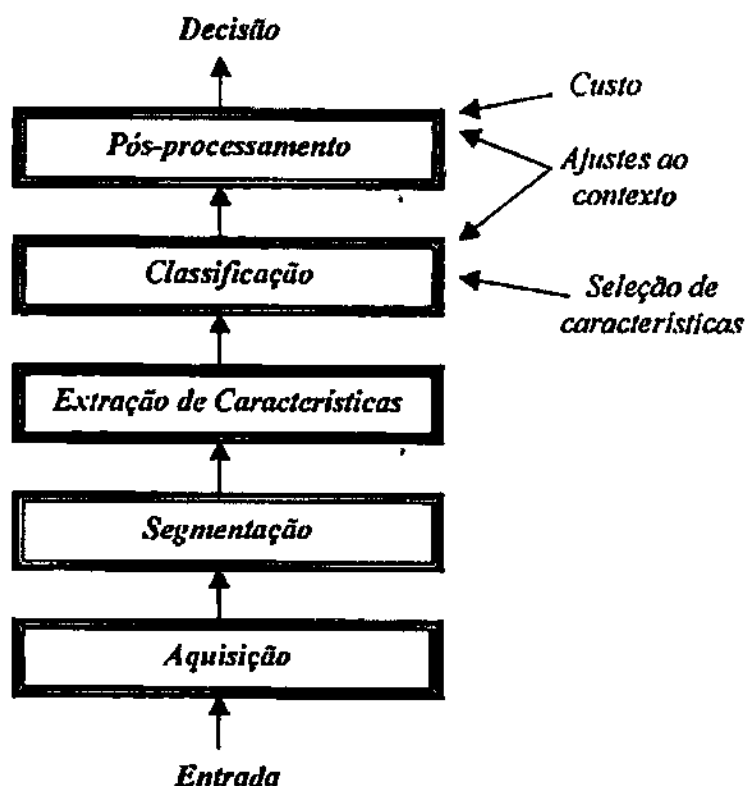 Decisão
Custo
Pós-processamento
Ajustes ao
contexto
Classificação
Seleção de
características
Extração de Características
Segmentação
Aquisição
Entrada